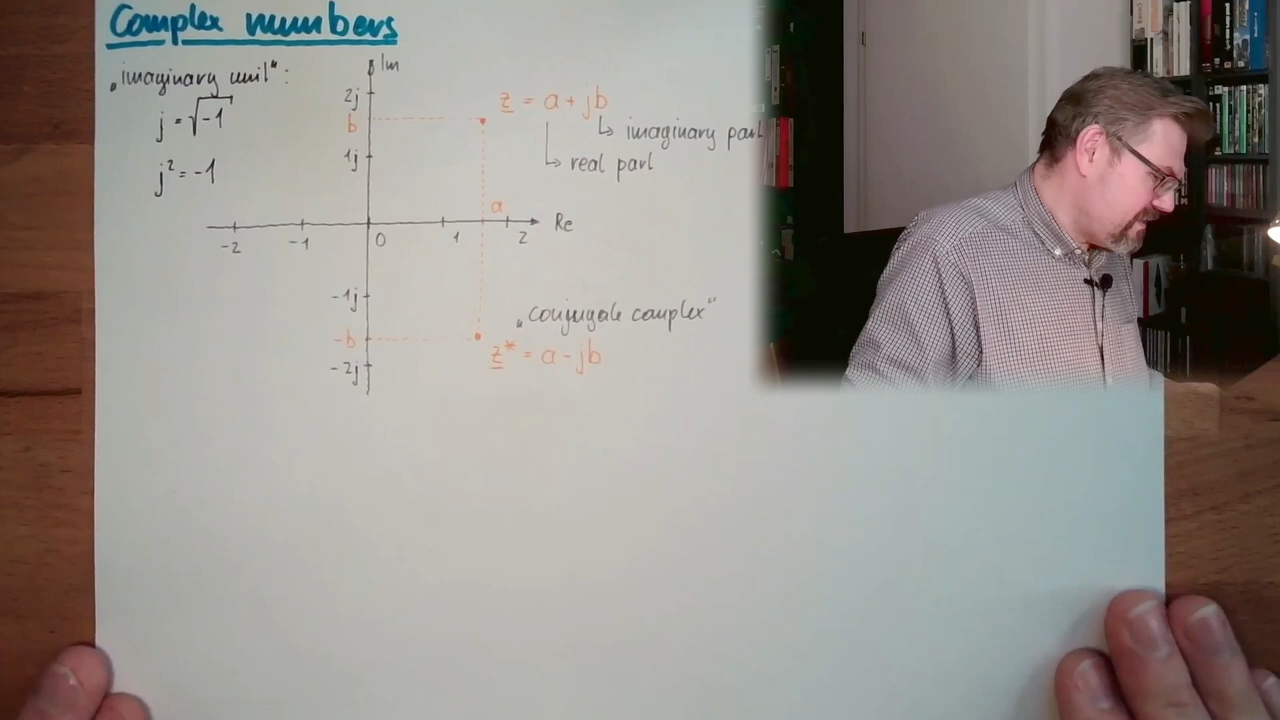 Complex numbers
„imaginary unit“:
j = √-1
j² = -1
Im
2j
b
1j
-2 -1 0 1 2
a
Re
-1j
-b
-2j
z = a + jb
imaginary part
real part
„conjugate complex“
z* = a - jb